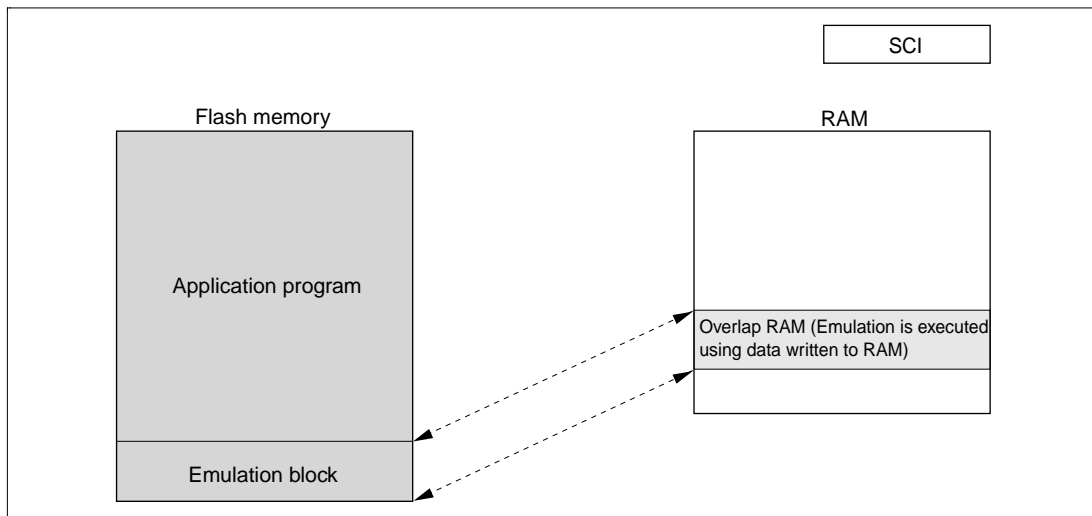 SCI
Flash memory
RAM
Application program
Overlap RAM (Emulation is executed
using data written to RAM)
Emulation block